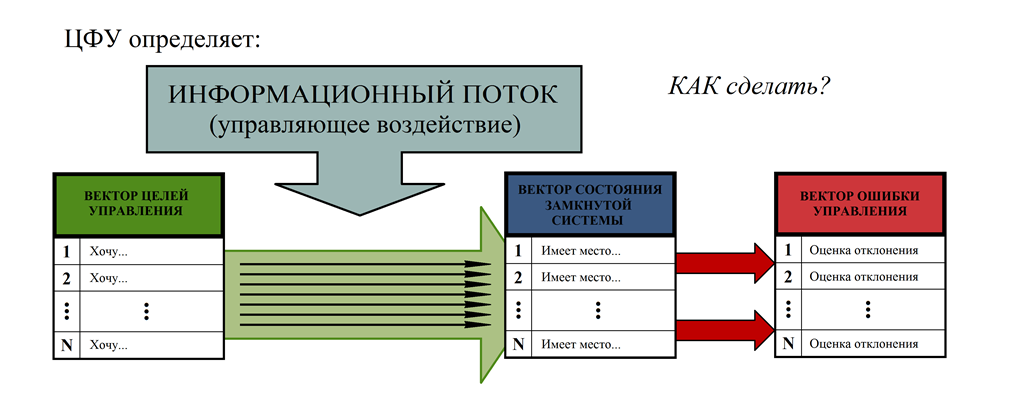 ЦФУ определяет:
КАК сделать?
ИНФОРМАЦИОННЫЙ ПОТОК
(управляющее воздействие)
ВЕКТОР ЦЕЛЕЙ
УПРАВЛЕНИЯ
1 Хочу...
2 Хочу...
⋮ ⋮
N Хочу...
ВЕКТОР СОСТОЯНИЯ
ЗАМКНУТОЙ
СИСТЕМЫ
1 Имеет место...
2 Имеет место...
⋮ ⋮
N Имеет место...
ВЕКТОР ОШИБКИ
УПРАВЛЕНИЯ
1 Оценка отклонения
2 Оценка отклонения
⋮ ⋮
N Оценка отклонения